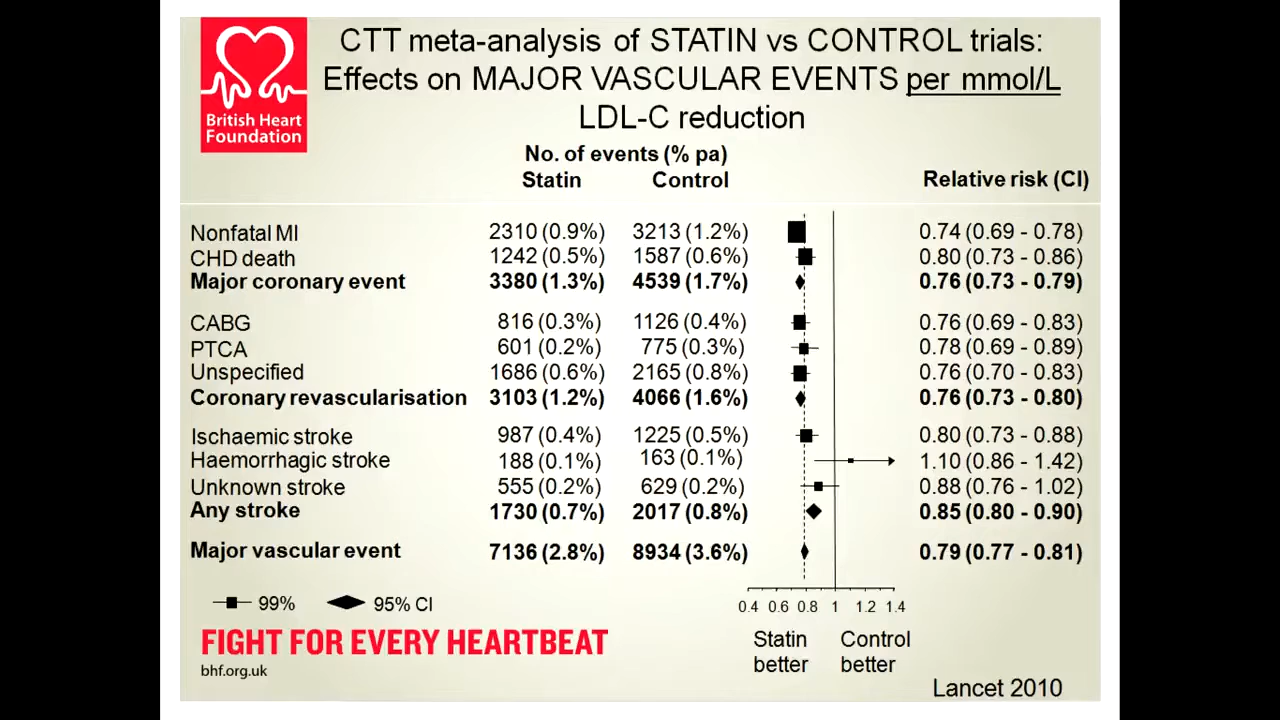 British Heart
Foundation
CTT meta-analysis of STATIN vs CONTROL trials:
Effects on MAJOR VASCULAR EVENTS per mmol/L
LDL-C reduction
No. of events (% pa)
Statin Control Relative risk (CI)
Nonfatal MI 2310 (0.9%) 3213 (1.2%) 0.74 (0.69 - 0.78)
CHD death 1242 (0.5%) 1587 (0.6%) 0.80 (0.73 - 0.86)
Major coronary event 3380 (1.3%) 4539 (1.7%) 0.76 (0.73 - 0.79)
CABG 816 (0.3%) 1126 (0.4%) 0.76 (0.69 - 0.83)
PTCA 601 (0.2%) 775 (0.3%) 0.78 (0.69 - 0.89)
Unspecified 1686 (0.6%) 2165 (0.8%) 0.76 (0.70 - 0.83)
Coronary revascularisation 3103 (1.2%) 4066 (1.6%) 0.76 (0.73 - 0.80)
Ischaemic stroke 987 (0.4%) 1225 (0.5%) 0.80 (0.73 - 0.88)
Haemorrhagic stroke 188 (0.1%) 163 (0.1%) 1.10 (0.86 - 1.42)
Unknown stroke 555 (0.2%) 629 (0.2%) 0.88 (0.76 - 1.02)
Any stroke 1730 (0.7%) 2017 (0.8%) 0.85 (0.80 - 0.90)
Major vascular event 7136 (2.8%) 8934 (3.6%) 0.79 (0.77 - 0.81)
99% 95% CI
0.4 0.6 0.8 1 1.2 1.4
Statin Control
better better
FIGHT FOR EVERY HEARTBEAT
bhf.org.uk
Lancet 2010